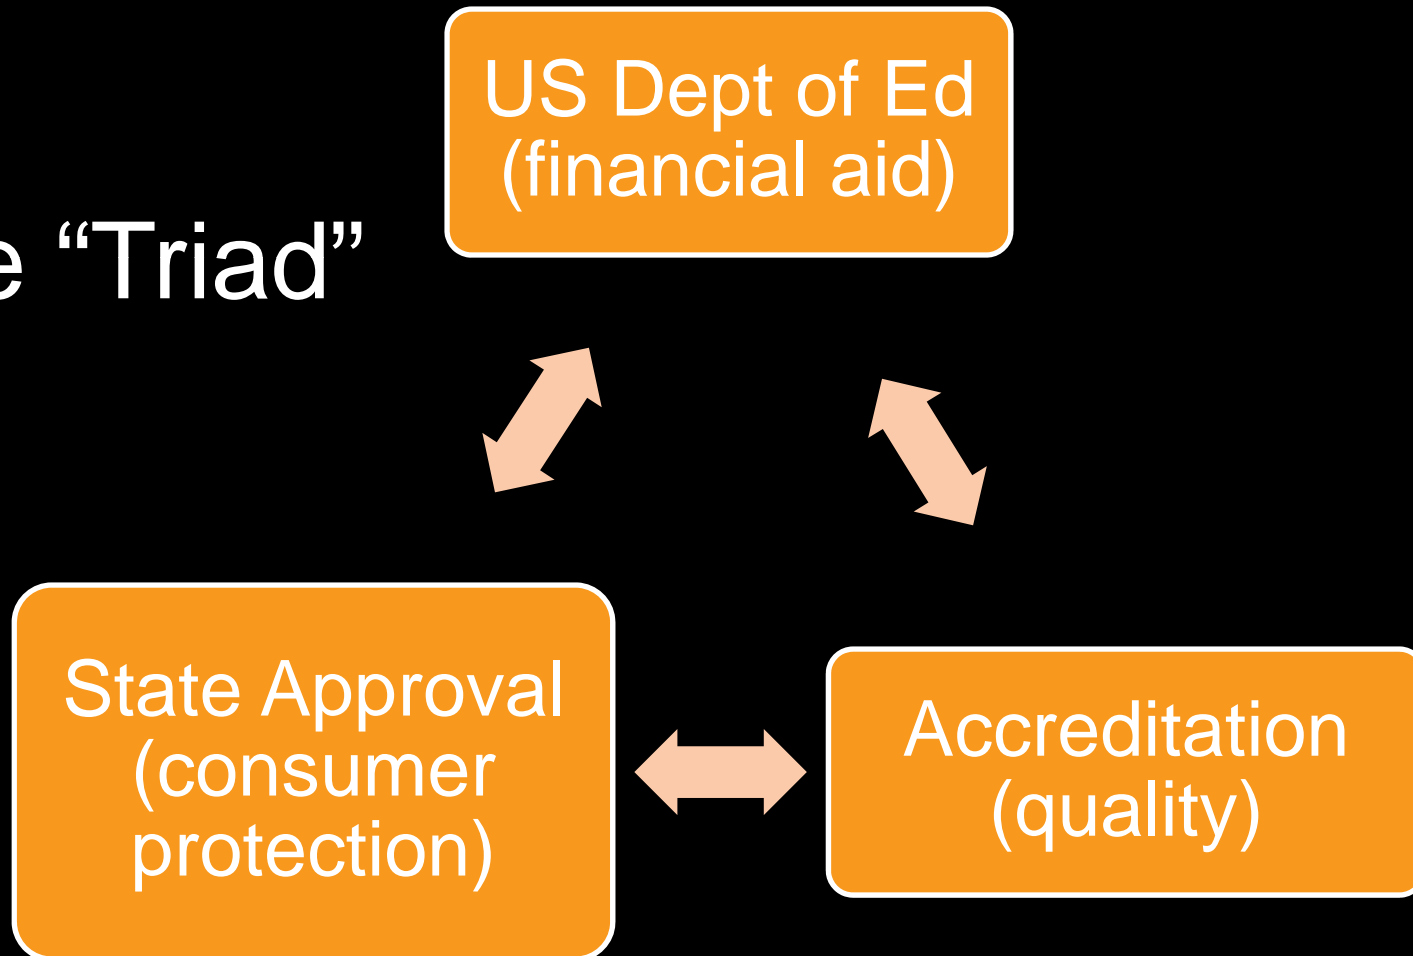 US Dept of Ed
(financial aid)
e “Triad”
State Approval
(consumer
protection)
Accreditation
(quality)